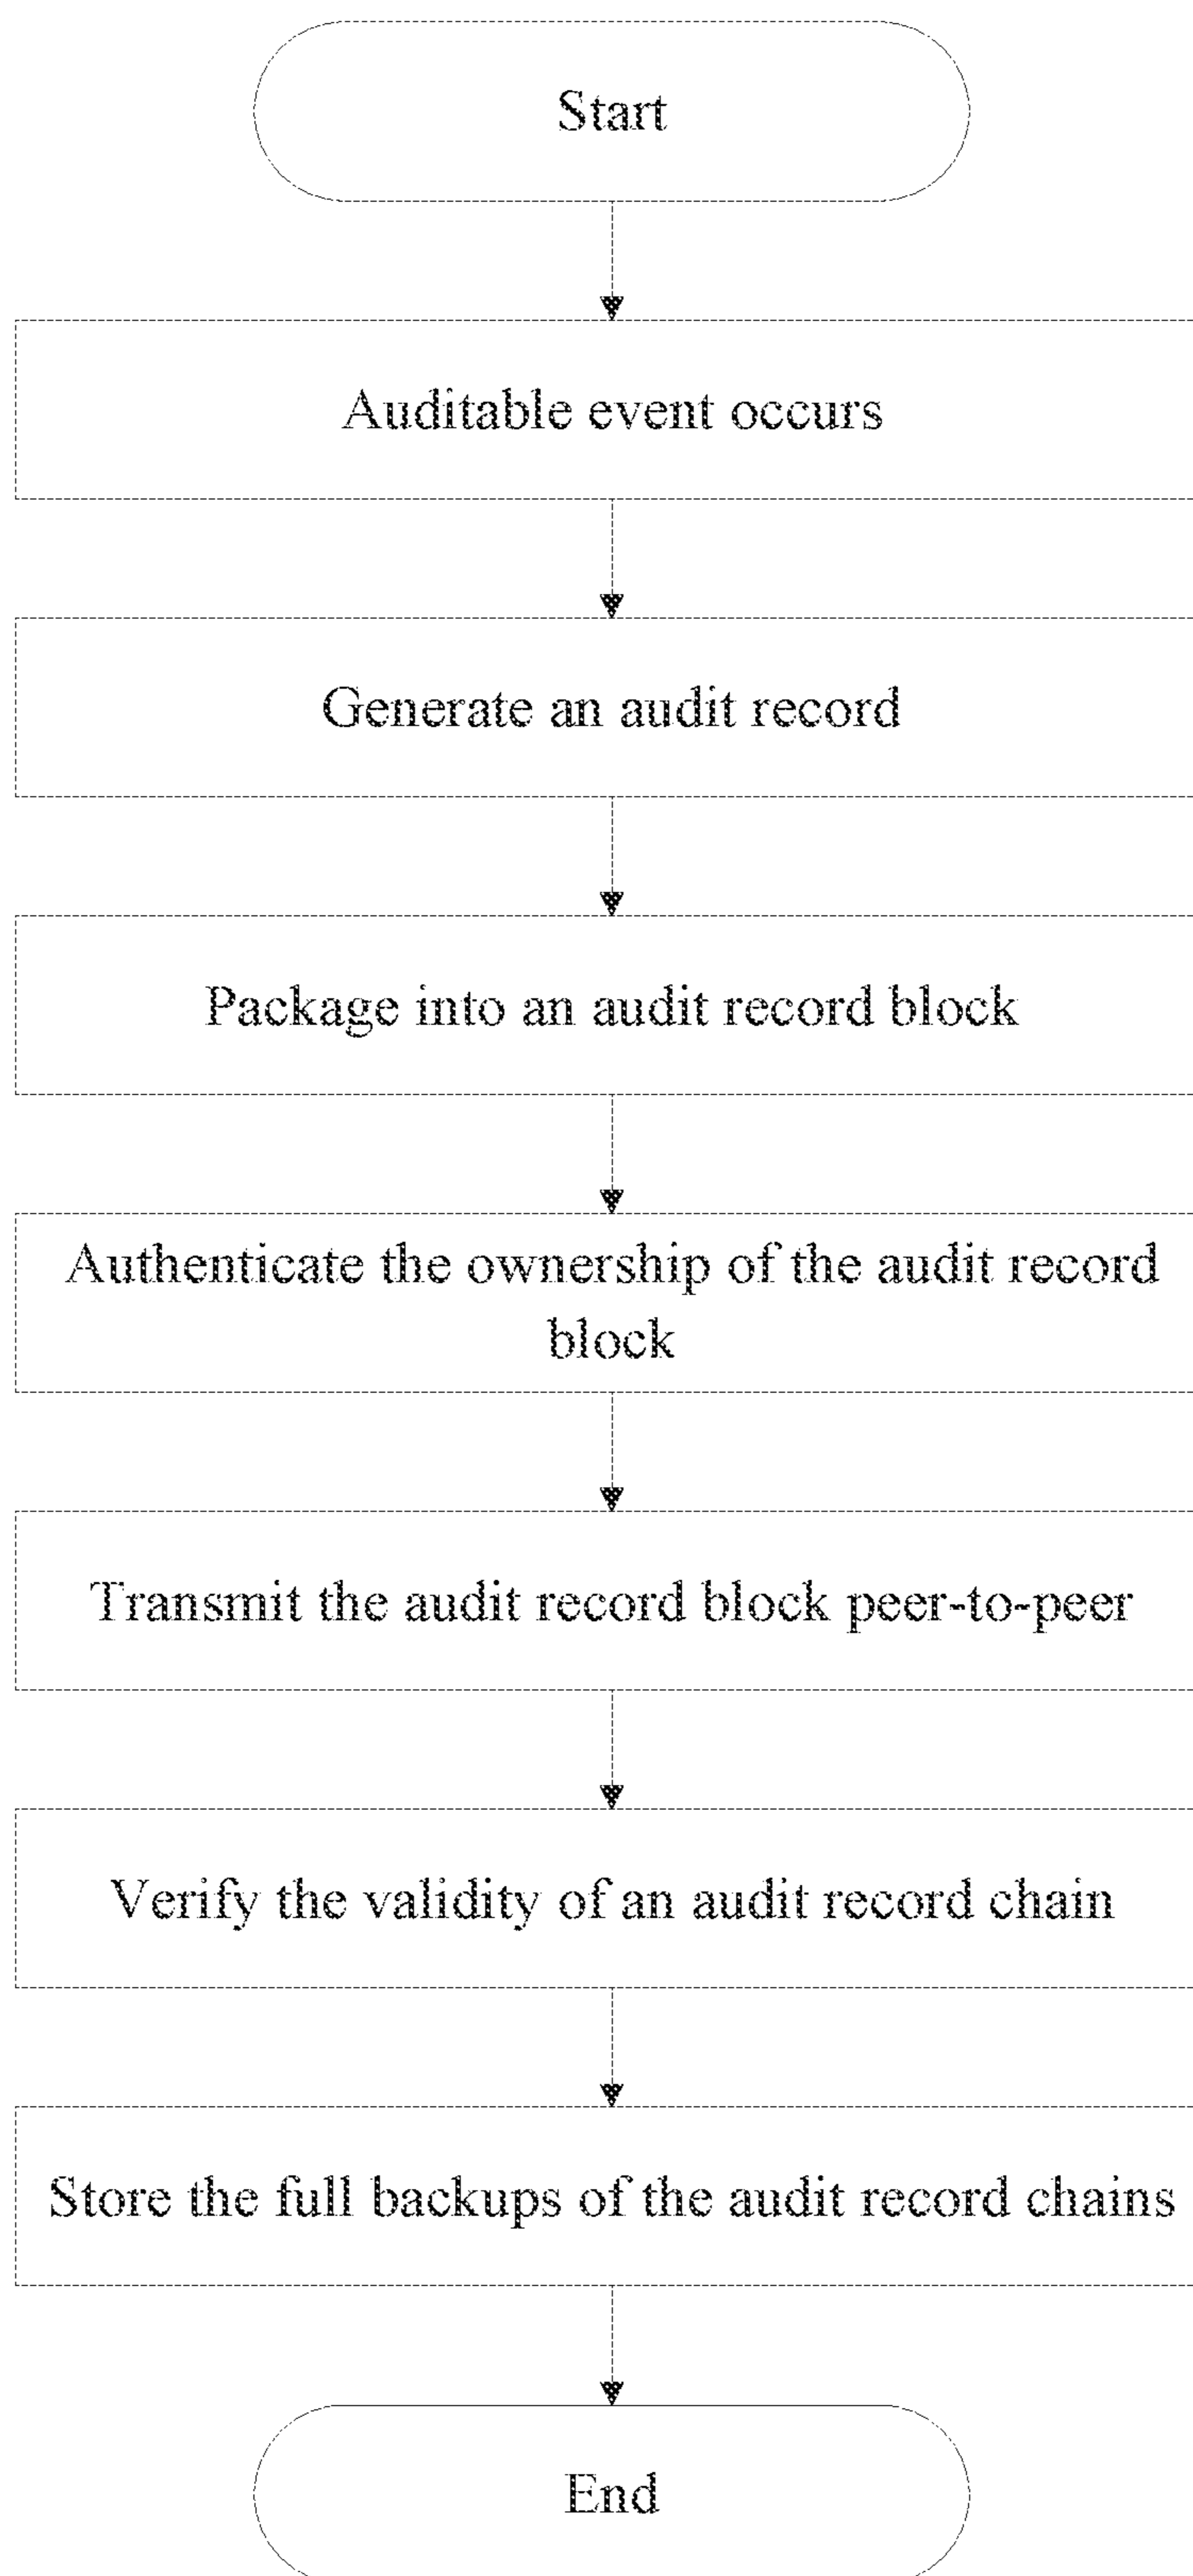 Start
Auditable event occurs
Generate an audit record
Package into an audit record block
Authenticate the ownership of the audit record
block
Transmit the audit record block peer-to-peer
Verify the validity of an audit record chain
Store the full backups of the audit record chains
End